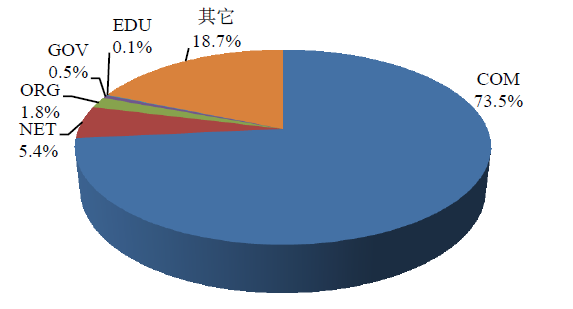 EDU
0.1%
其它
18.7%
GOV
0.5%
ORG
1.8%
NET
5.4%
COM
73.5%